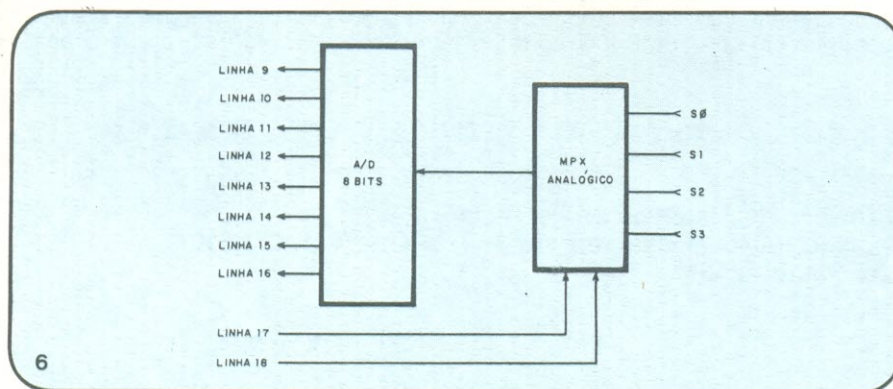 LINHA 9
LINHA 10
LINHA 11
LINHA 12
LINHA 13
LINHA 14
LINHA 15
LINHA 16
A/D
8 BITS
MPX
ANALÓGICO
SØ
S1
S2
S3
LINHA 17
LINHA 18
6